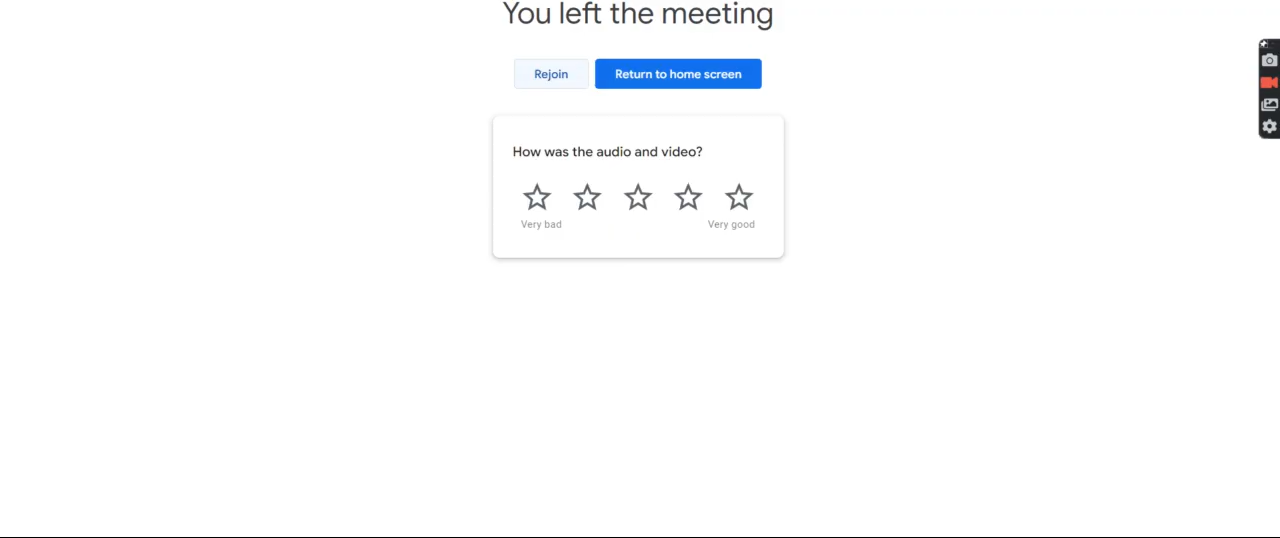 You left the meeting
Rejoin
Return to home screen
How was the audio and video?
Very bad
Very good